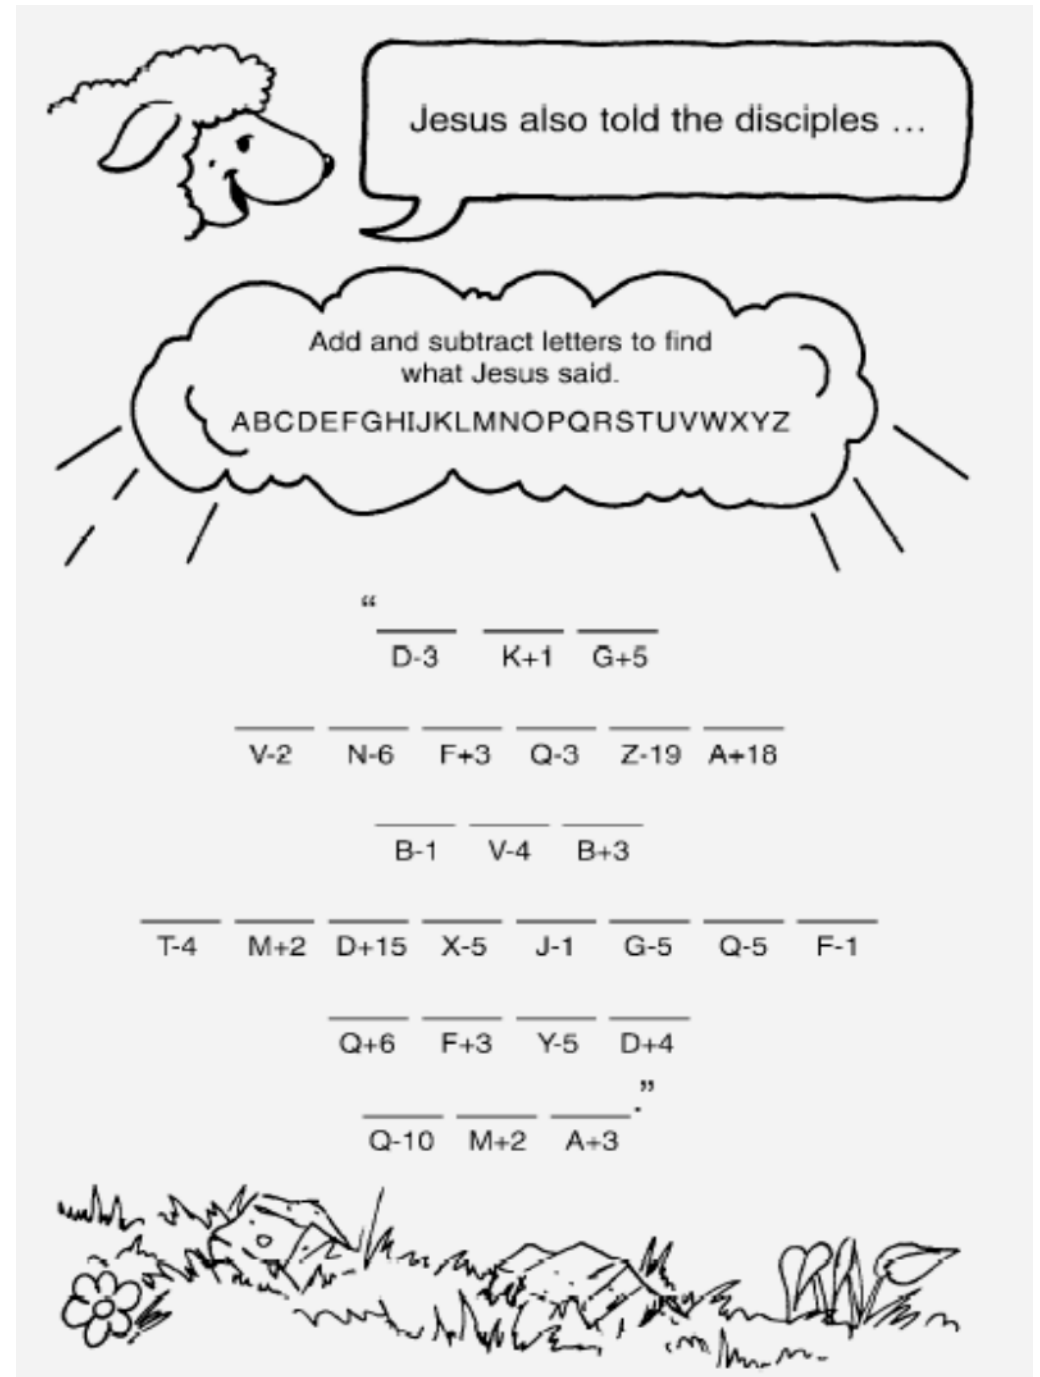 Jesus also told the disciples ...
Add and subtract letters to find
what Jesus said.
ABCDEFGHIJKLMNOPQRSTUVWXYZ
“
D-3 K+1 G+5
V-2 N-6 F+3 Q-3 Z-19 A+18
B-1 V-4 B+3
T-4 M+2 D+15 X-5 J-1 G-5 Q-5 F-1
Q+6 F+3 Y-5 D+4
.”
Q-10 M+2 A+3